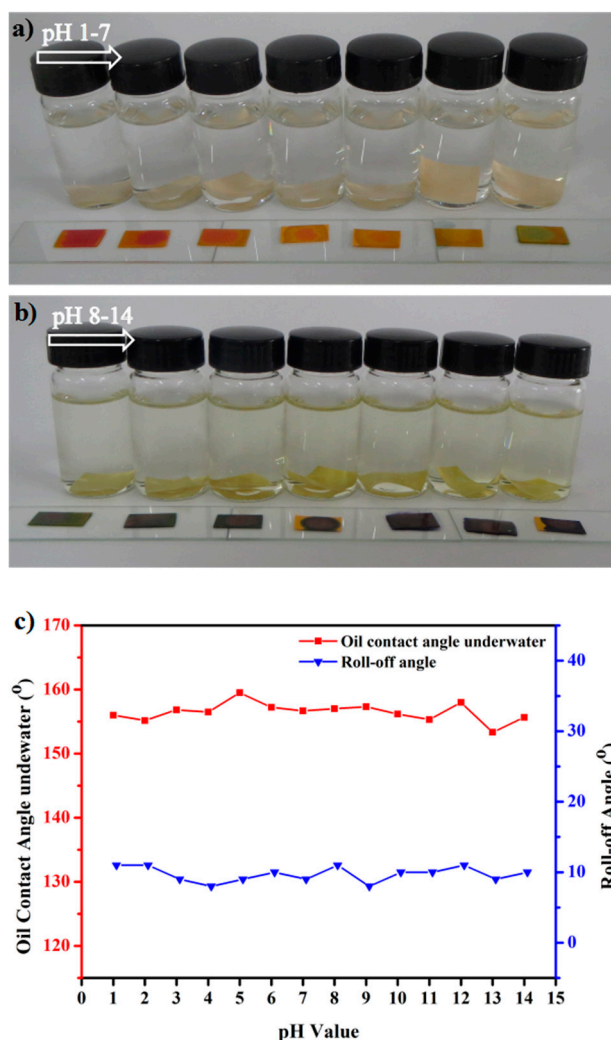 a)
pH 1-7
b)
pH 8-14
c)
170
160
150
140
130
120
Oil Contact Angle undewater (⁰)
Oil contact angle underwater
Roll-off angle
40
30
20
10
0
Roll-off Angle (⁰)
0 1 2 3 4 5 6 7 8 9 10 11 12 13 14 15
pH Value